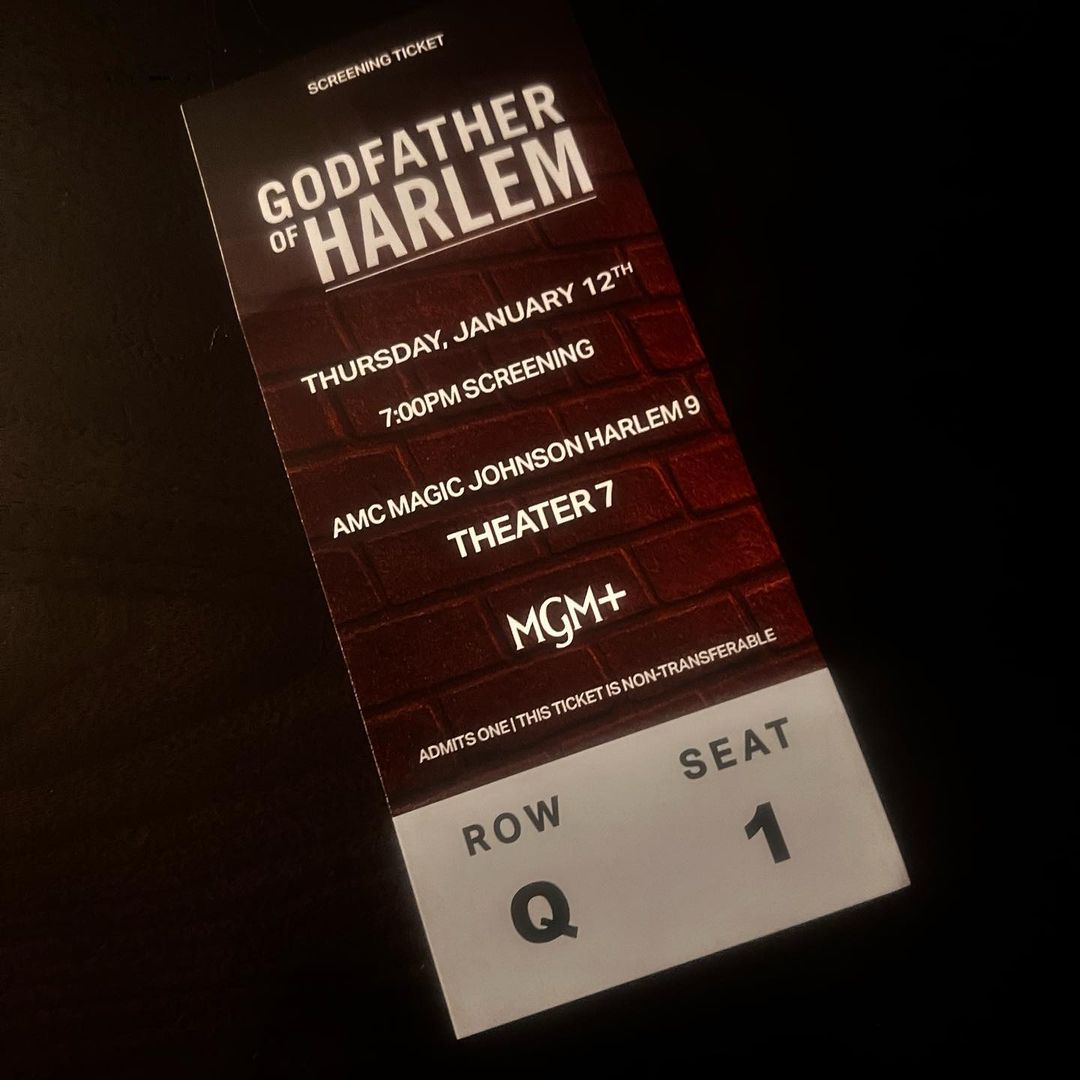 SCREENING TICKET
GODFATHER
OF HARLEM
THURSDAY, JANUARY 12TH
7:00PM SCREENING
AMC MAGIC JOHNSON HARLEM 9
THEATER 7
MGM+
ADMITS ONE | THIS TICKET IS NON-TRANSFERABLE
ROW SEAT
Q 1